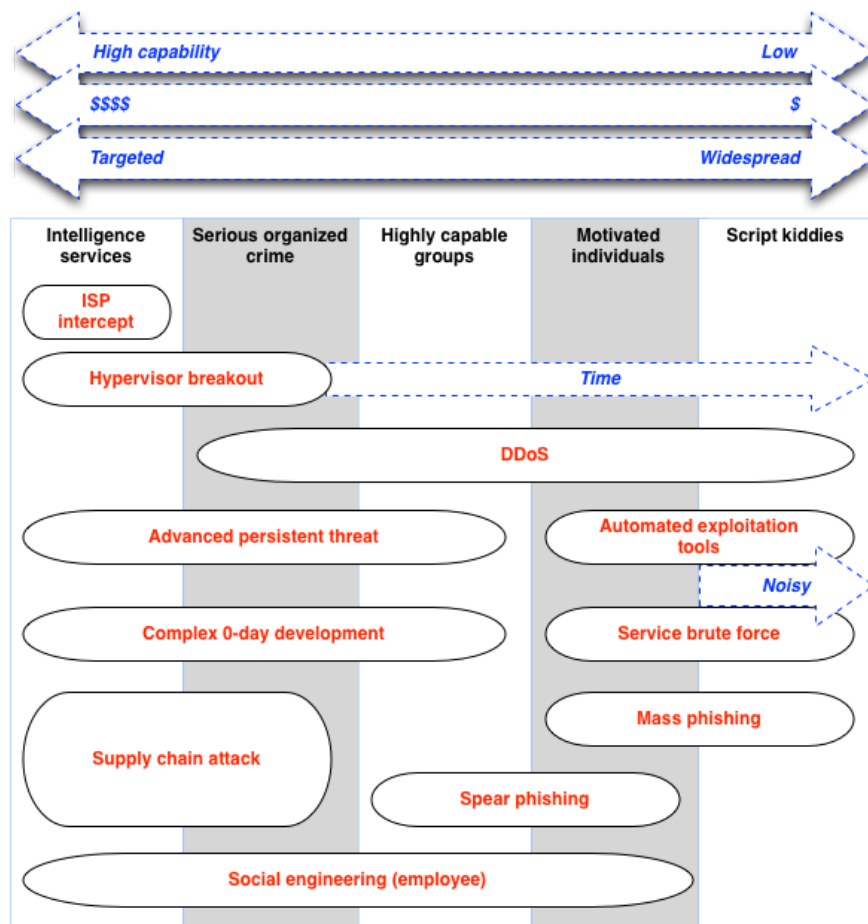 High capability Low
$$$$ $
Targeted Widespread
Intelligence services
Serious organized crime
Highly capable groups
Motivated individuals
Script kiddies
ISP
intercept
Hypervisor breakout
Time
DDoS
Advanced persistent threat
Automated exploitation
tools
Noisy
Complex 0-day development
Service brute force
Mass phishing
Supply chain attack
Spear phishing
Social engineering (employee)